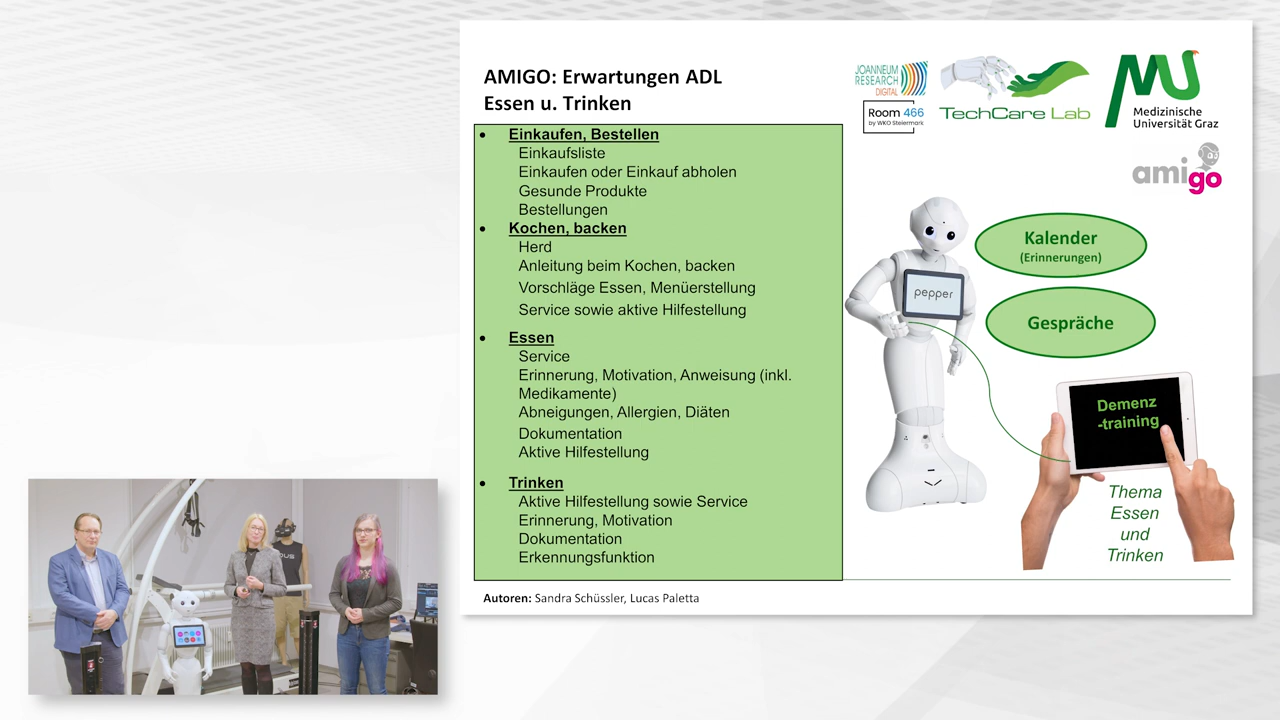 AMIGO: Erwartungen ADL
Essen u. Trinken
• Einkaufen, Bestellen
Einkaufsliste
Einkaufen oder Einkauf abholen
Gesunde Produkte
Bestellungen
• Kochen, backen
Herd
Anleitung beim Kochen, backen
Vorschläge Essen, Menüerstellung
Service sowie aktive Hilfestellung
• Essen
Service
Erinnerung, Motivation, Anweisung (inkl.
Medikamente)
Abneigungen, Allergien, Diäten
Dokumentation
Aktive Hilfestellung
• Trinken
Aktive Hilfestellung sowie Service
Erinnerung, Motivation
Dokumentation
Erkennungsfunktion
Autoren: Sandra Schüssler, Lucas Paletta
JOANNEUM
RESEARCH
DIGITAL
Room 466
by WKO Steiermark
TechCare Lab
Medizinische
Universität Graz
amigo
pepper
Kalender
(Erinnerungen)
Gespräche
Demenz
-training
Thema
Essen
und
Trinken